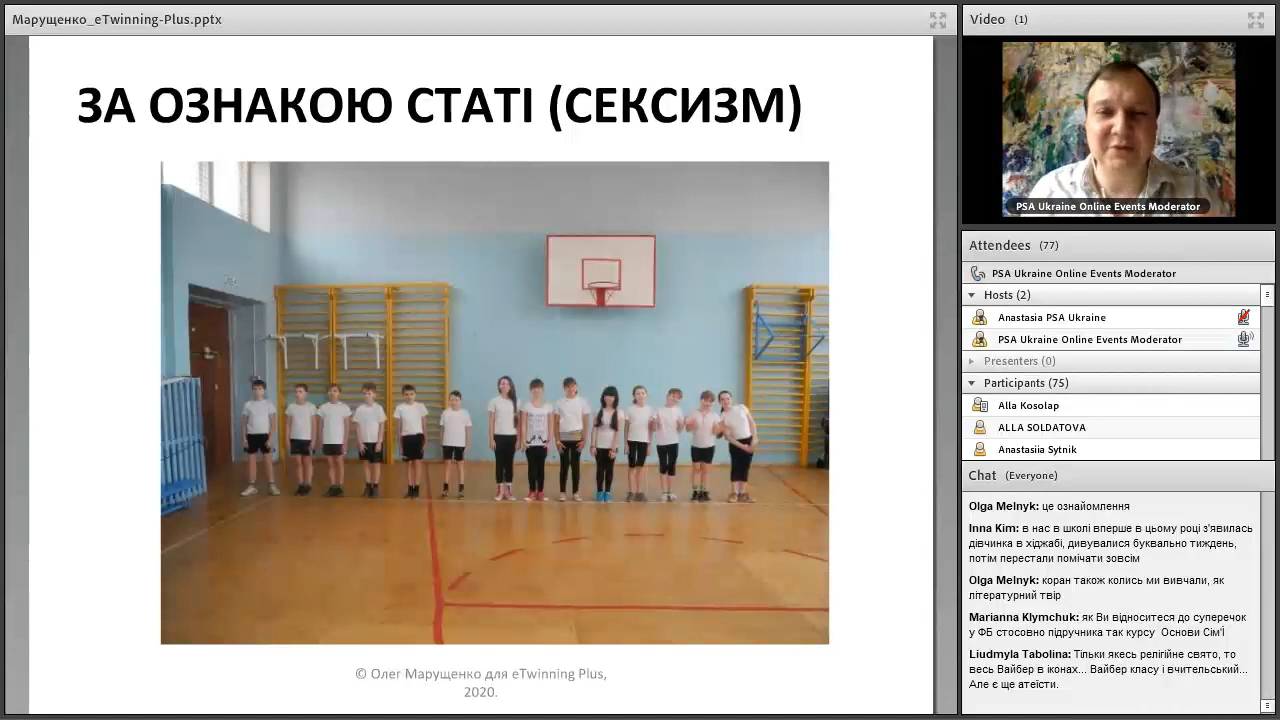 Марущенко_eTwinning-Plus.pptx
ЗА ОЗНАКОЮ СТАТІ (СЕКСИЗМ)
© Олег Марущенко для eTwinning Plus,
2020.
Video (1)
PSA Ukraine Online Events Moderator
Attendees (77)
PSA Ukraine Online Events Moderator
Hosts (2)
Anastasia PSA Ukraine
PSA Ukraine Online Events Moderator
Presenters (0)
Participants (75)
Alla Kosolap
ALLA SOLDATOVA
Anastasiia Sytnik
Chat (Everyone)
Olga Melnyk: це ознайомлення
Inna Kim: в нас в школі вперше в цьому році з'явилась
дівчинка в хіджабі, дивувалися буквально тиждень,
потім перестали помічати зовсім
Olga Melnyk: коран також колись ми вивчали, як
літературний твір
Marianna Klymchuk: як Ви відноситеся до суперечок
у ФБ стосовно підручника так курсу Основи Сім'ї
Liudmyla Tabolina: Тільки якесь релігійне свято, то
весь Вайбер в іконах... Вайбер класу і вчительський...
Але є ще атеїсти.